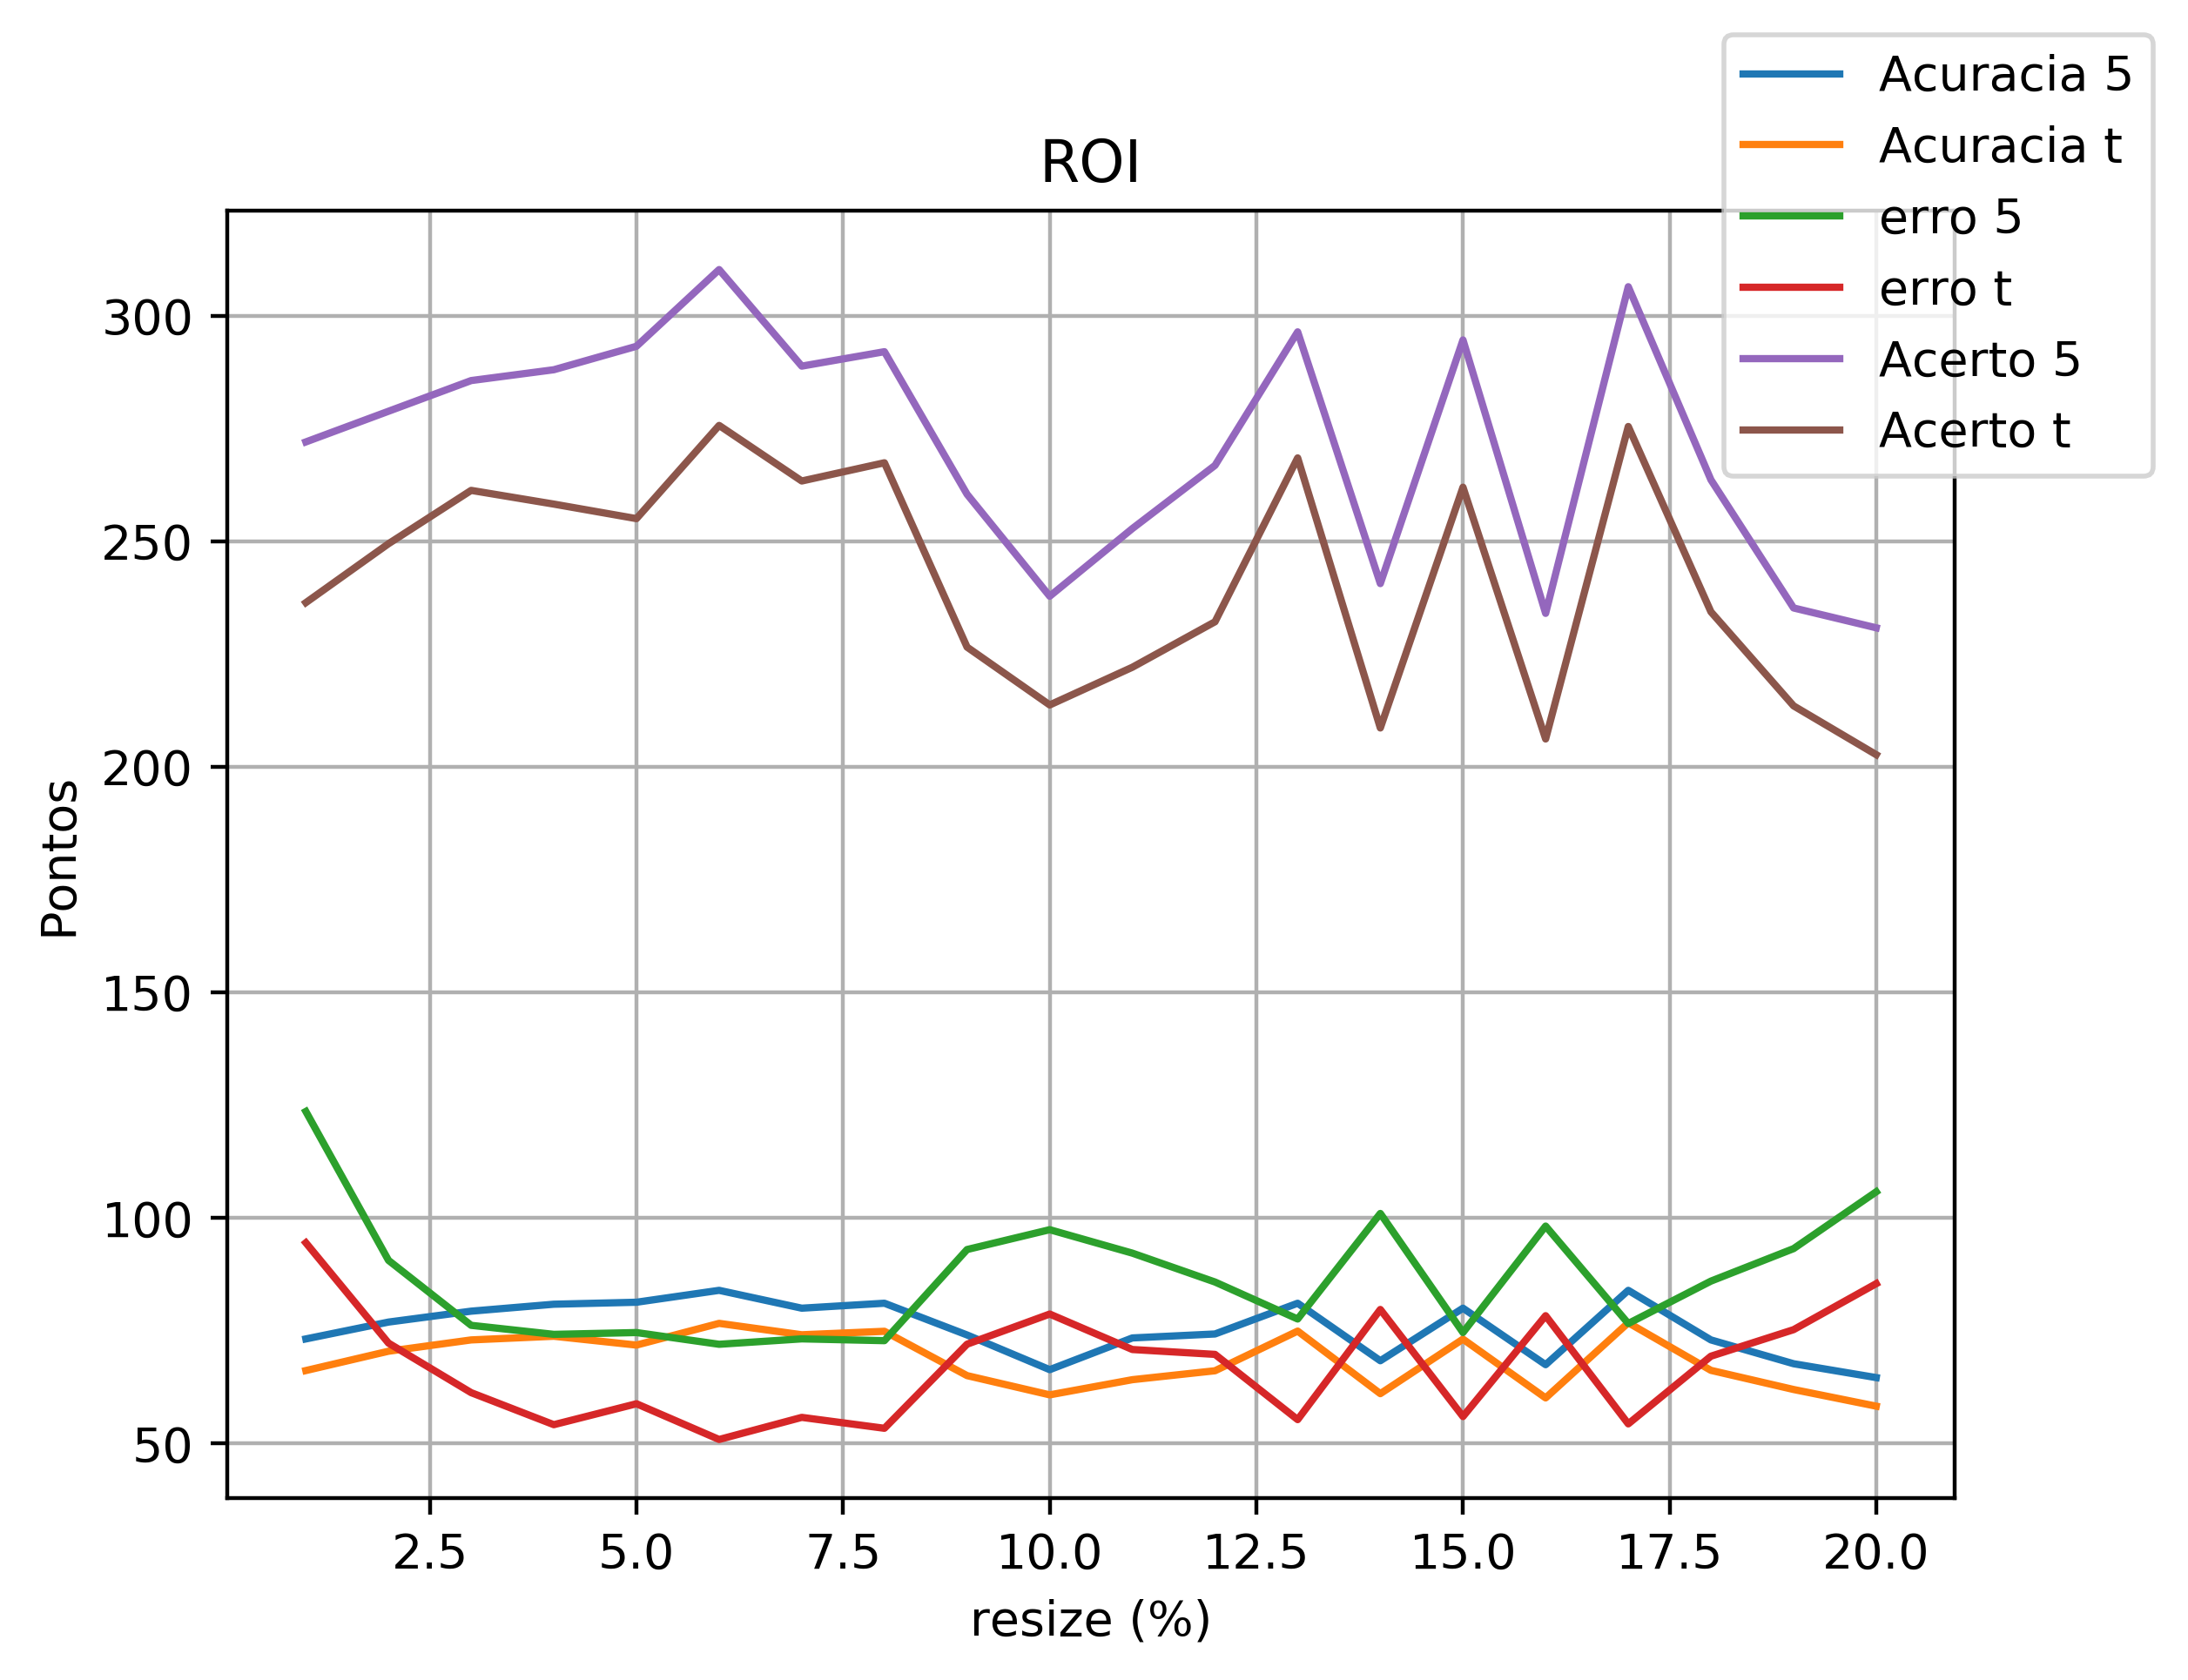 ROI
Acuracia 5
Acuracia t
erro 5
erro t
Acerto 5
Acerto t
Pontos
300
250
200
150
100
50
2.5 5.0 7.5 10.0 12.5 15.0 17.5 20.0
resize (%)